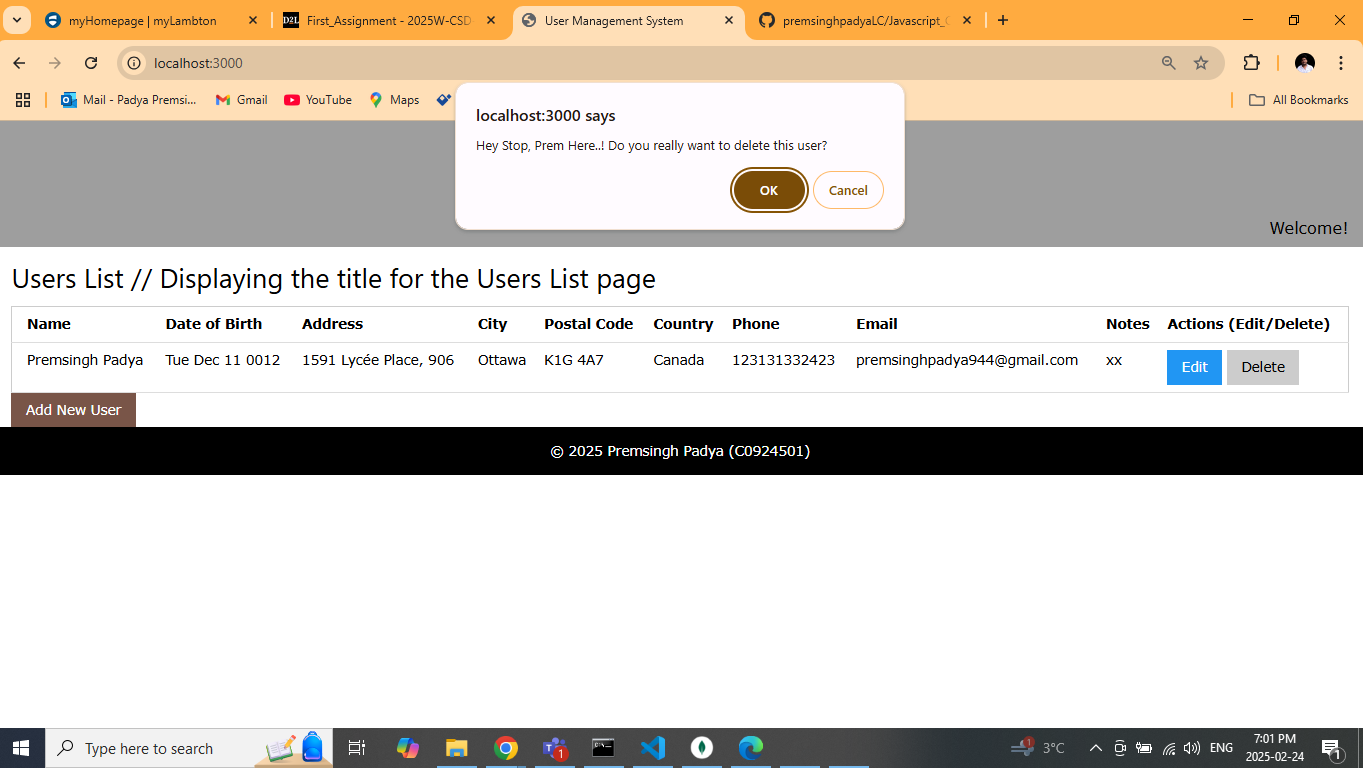 myHomepage | myLambton
First_Assignment - 2025W-CSD
User Management System
premsinghpadyaLC/Javascript_
localhost:3000
Mail - Padya Premsi...
Gmail
YouTube
Maps
All Bookmarks
localhost:3000 says
Hey Stop, Prem Here..! Do you really want to delete this user?
OK
Cancel
Welcome!
Users List // Displaying the title for the Users List page
Name Date of Birth Address City Postal Code Country Phone Email Notes Actions (Edit/Delete)
Premsingh Padya Tue Dec 11 0012 1591 Lycée Place, 906 Ottawa K1G 4A7 Canada 123131332423 premsinghpadya944@gmail.com xx Edit Delete
Add New User
© 2025 Premsingh Padya (C0924501)
Type here to search
1
1
3°C
ENG
7:01 PM
2025-02-24
1